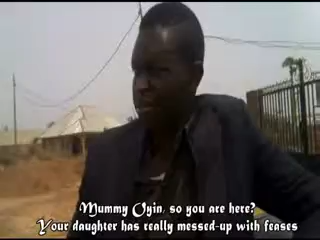 Mummy Oyin, so you are here?
Your daughter has really messed-up with feases